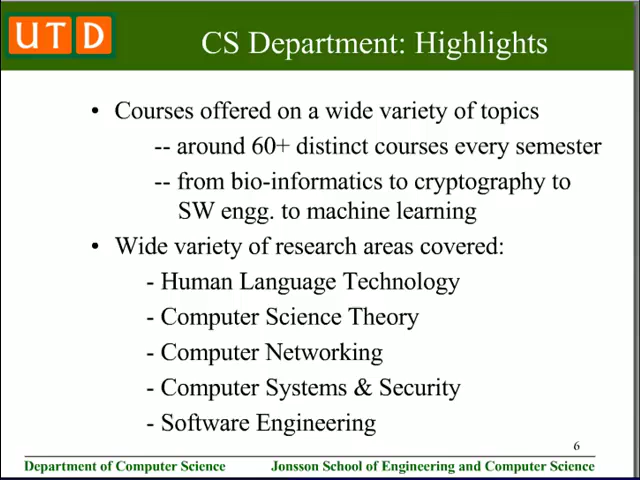 UTD
CS Department: Highlights
• Courses offered on a wide variety of topics
-- around 60+ distinct courses every semester
-- from bio-informatics to cryptography to
SW engg. to machine learning
• Wide variety of research areas covered:
- Human Language Technology
- Computer Science Theory
- Computer Networking
- Computer Systems & Security
- Software Engineering
6
Department of Computer Science Jonsson School of Engineering and Computer Science